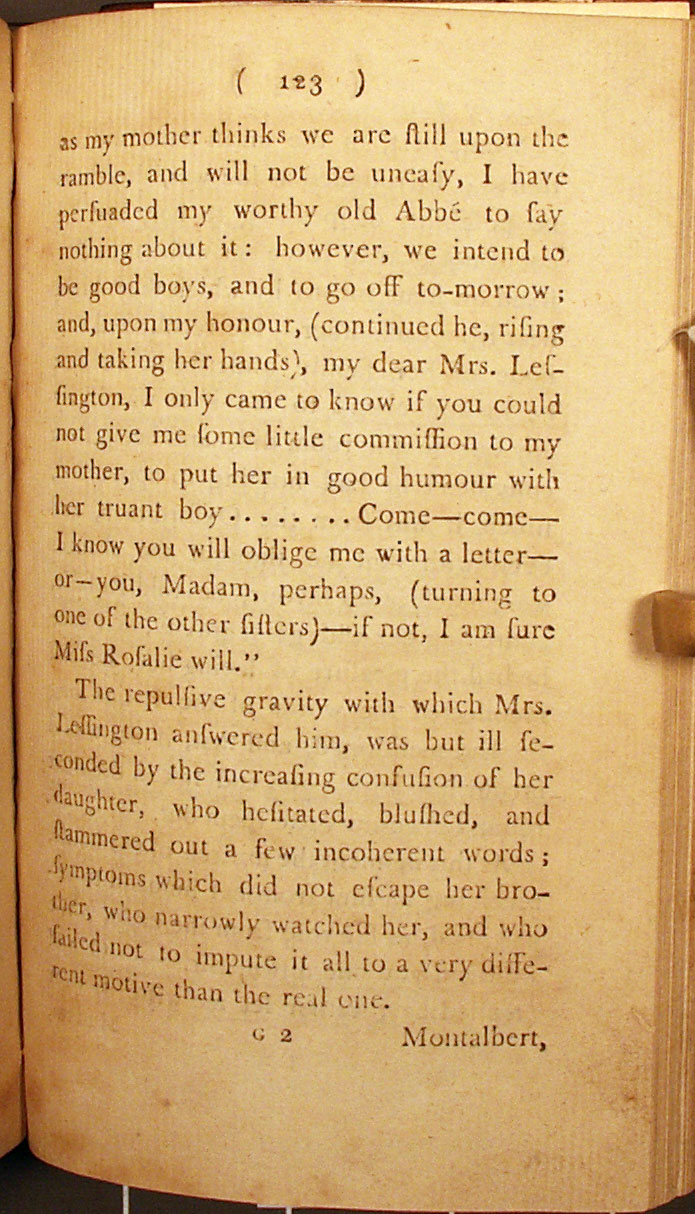 ( 123 )
as my mother thinks we are ſtill upon the
ramble, and will not be uneaſy, I have
perſuaded my worthy old Abbé to ſay
nothing about it: however, we intend to
be good boys, and to go off to-morrow;
and, upon my honour, (continued he, riſing
and taking her hands), my dear Mrs. Leſ-
ſington, I only came to know if you could
not give me ſome little commiſſion to my
mother, to put her in good humour with
her truant boy........Come—come—
I know you will oblige me with a letter—
or—you, Madam, perhaps, (turning to
one of the other ſiſters)—if not, I am ſure
Miſs Roſalie will.”
The repulſive gravity with which Mrs.
Leſſington anſwered him, was but ill ſe-
conded by the increaſing confuſion of her
daughter, who heſitated, bluſhed, and
ſtammered out a few incoherent words;
ſymptoms which did not eſcape her bro-
ther, who narrowly watched her, and who
failed not to impute it all to a very diffe-
rent motive than the real one.
G 2 Montalbert,